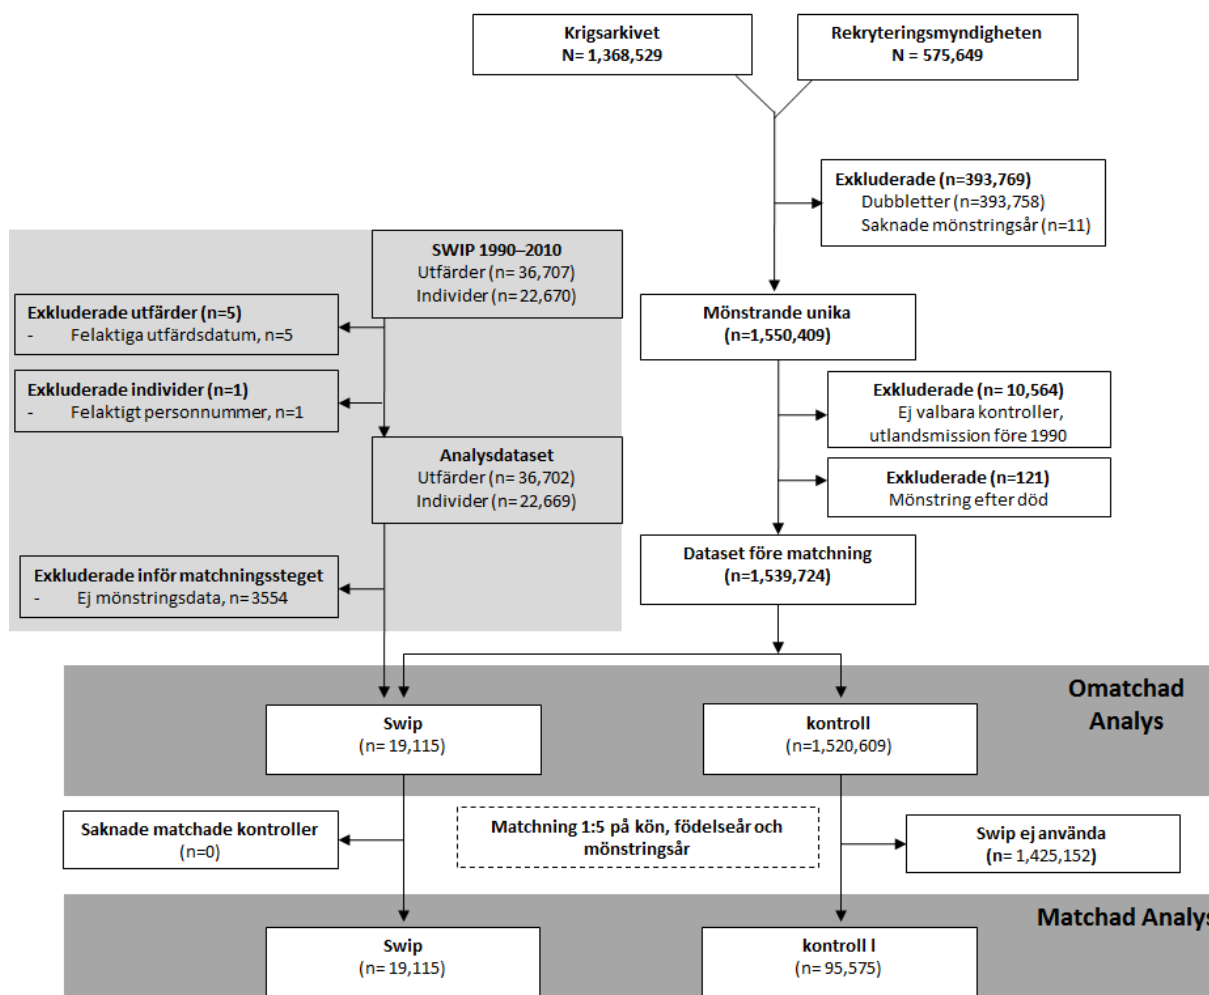 Krigsarkivet
N= 1,368,529
Rekryteringsmyndigheten
N = 575,649
Exkluderade (n=393,769)
Dubbletter (n=393,758)
Saknade mönstringsår (n=11)
SWIP 1990–2010
Utfärder (n= 36,707)
Individer (n= 22,670)
Exkluderade utfärder (n=5)
- Felaktiga utfärdsdatum, n=5
Mönstrande unika
(n=1,550,409)
Exkluderade individer (n=1)
- Felaktigt personnummer, n=1
Exkluderade (n= 10,564)
Ej valbara kontroller,
utlandsmission före 1990
Analysdataset
Utfärder (n= 36,702)
Individer (n= 22,669)
Exkluderade (n=121)
Mönstring efter död
Exkluderade inför matchningssteget
- Ej mönstringsdata, n= 3554
Dataset före matchning
(n=1,539,724)
Omatchad
Analys
Swip
(n= 19,115)
kontroll
(n=1,520,609)
Saknade matchade kontroller
(n=0)
Matchning 1:5 på kön, födelseår och
mönstringsår
Swip ej använda
(n= 1,425,152)
Matchad Analys
Swip
(n= 19,115)
kontroll l
(n= 95,575)